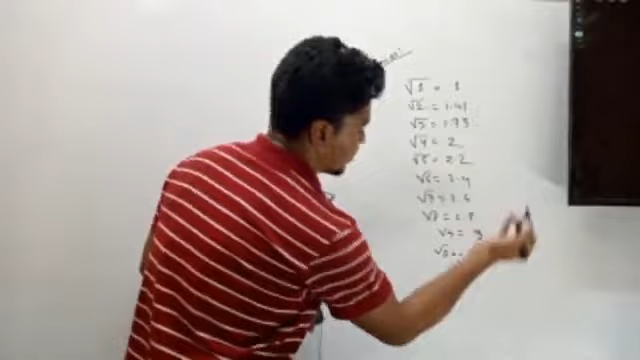 √1 = 1
√2 = 1.41
√3 = 1.73
√4 = 2
√5 = 2.2
√6 = 2.4
√7 = 2.6
√8 = 2.8
√9 = 3